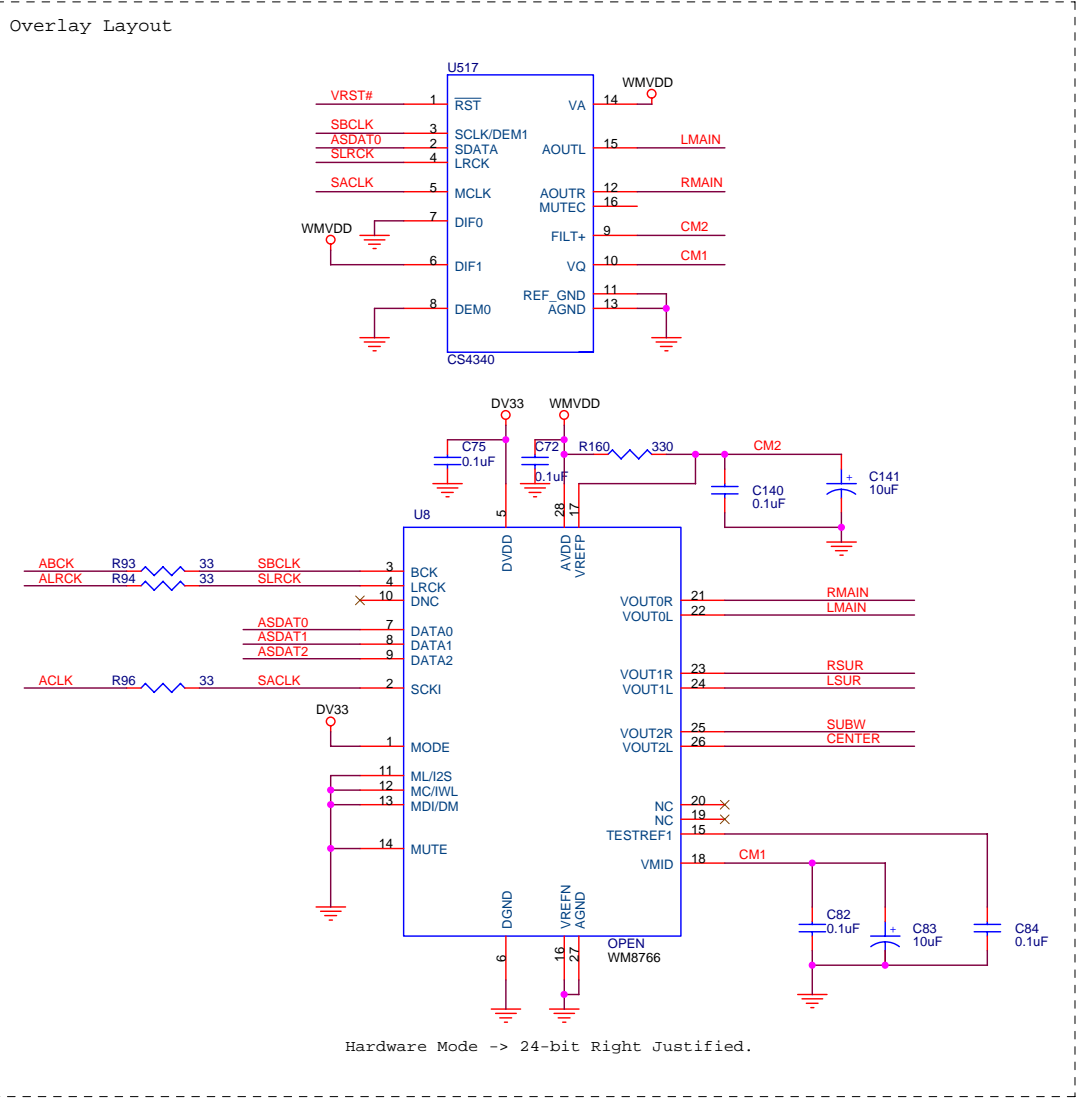 Overlay Layout
U517
VRST# 1 RST VA 14 WMVDD
SBCLK 3 SCLK/DEM1
ASDAT0 2 SDATA AOUTL 15 LMAIN
SLRCK 4 LRCK
SACLK 5 MCLK AOUTR 12 RMAIN
MUTEC 16
7 DIF0
FILT+ 9 CM2
WMVDD
6 DIF1 VQ 10 CM1
REF_GND 11
8 DEM0 AGND 13
CS4340
DV33 WMVDD
C75 0.1uF
C72 0.1uF
R160 330 CM2
C140 0.1uF
C141 + 10uF
U8
5 28 17
DVDD AVDD VREFP
ABCK R93 33 SBCLK 3 BCK
ALRCK R94 33 SLRCK 4 LRCK
10 DNC
VOUT0R 21 RMAIN
VOUT0L 22 LMAIN
ASDAT0 7 DATA0
ASDAT1 8 DATA1
ASDAT2 9 DATA2
VOUT1R 23 RSUR
VOUT1L 24 LSUR
ACLK R96 33 SACLK 2 SCKI
DV33
VOUT2R 25 SUBW
VOUT2L 26 CENTER
1 MODE
11 ML/I2S
12 MC/IWL
13 MDI/DM
NC 20
NC 19
TESTREF1 15
14 MUTE
VMID 18 CM1
C82 0.1uF
C83 + 10uF
C84 0.1uF
DGND VREFN AGND
6 16 27
OPEN
WM8766
Hardware Mode -> 24-bit Right Justified.